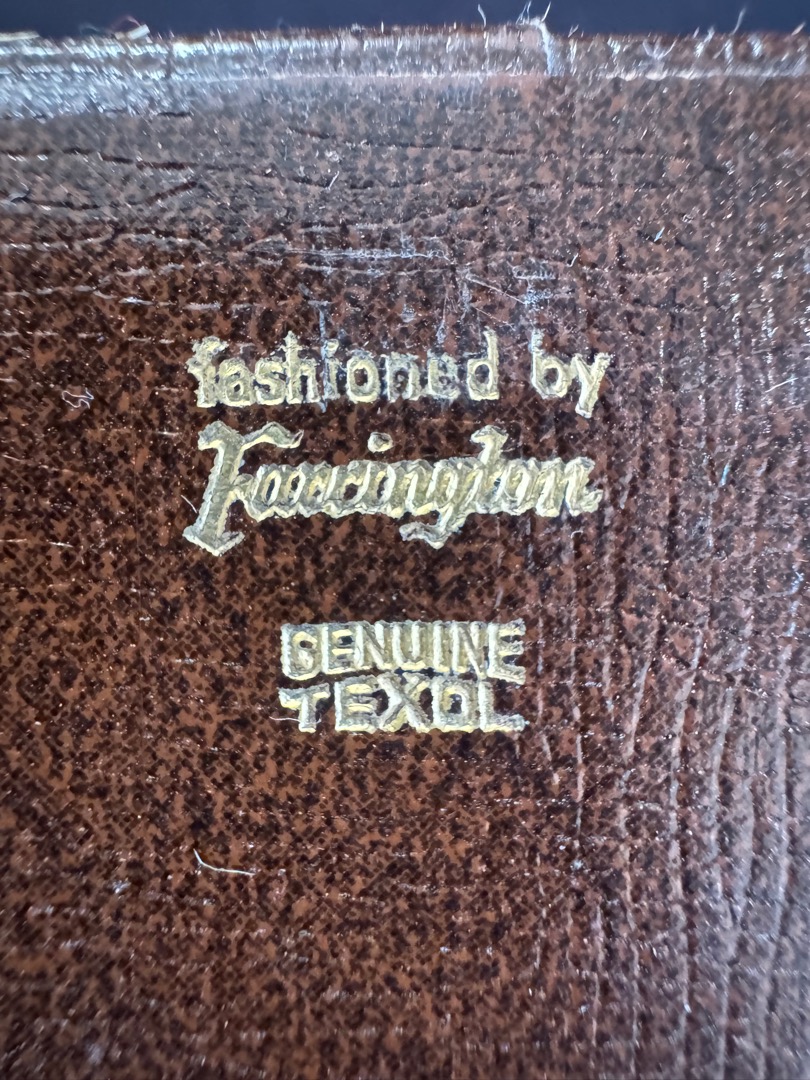 fashioned by
Farrington
GENUINE
TEXOL